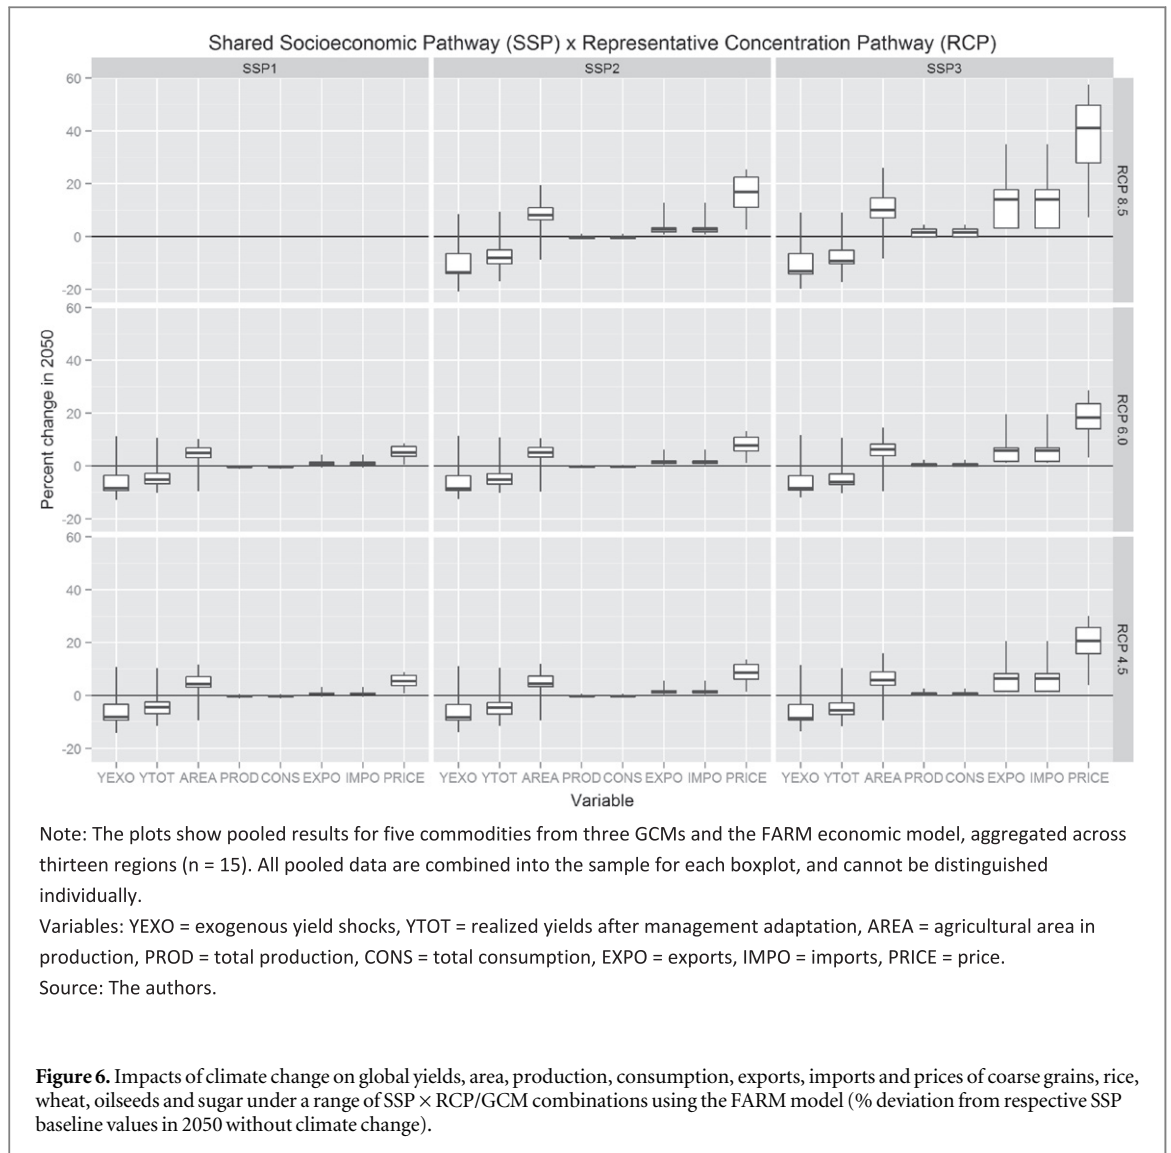 Shared Socioeconomic Pathway (SSP) x Representative Concentration Pathway (RCP)
SSP1 SSP2 SSP3
60
40
20
0
-20
RCP 8.5
60
40
20
0
-20
RCP 6.0
60
40
20
0
-20
RCP 4.5
Percent change in 2050
YEXO YTOT AREA PROD CONS EXPO IMPO PRICE YEXO YTOT AREA PROD CONS EXPO IMPO PRICE YEXO YTOT AREA PROD CONS EXPO IMPO PRICE
Variable
Note: The plots show pooled results for five commodities from three GCMs and the FARM economic model, aggregated across
thirteen regions (n = 15). All pooled data are combined into the sample for each boxplot, and cannot be distinguished
individually.
Variables: YEXO = exogenous yield shocks, YTOT = realized yields after management adaptation, AREA = agricultural area in
production, PROD = total production, CONS = total consumption, EXPO = exports, IMPO = imports, PRICE = price.
Source: The authors.
Figure 6. Impacts of climate change on global yields, area, production, consumption, exports, imports and prices of coarse grains, rice,
wheat, oilseeds and sugar under a range of SSP × RCP/GCM combinations using the FARM model (% deviation from respective SSP
baseline values in 2050 without climate change).